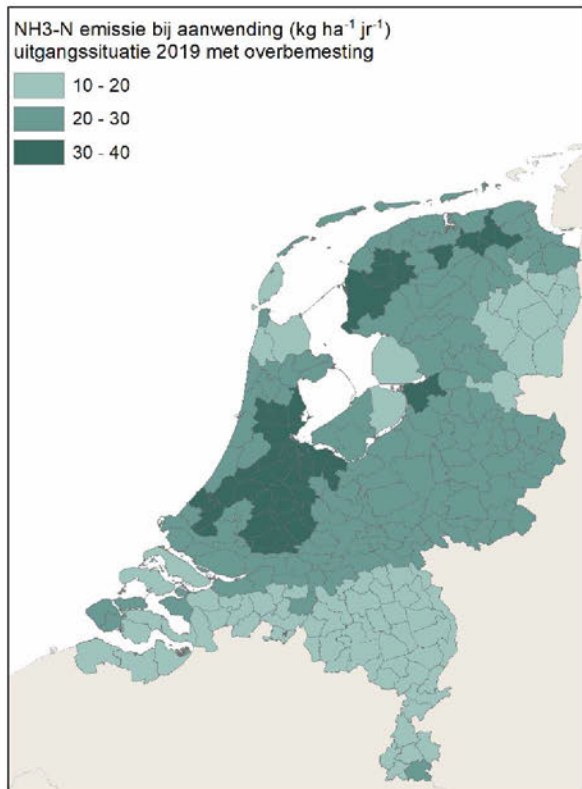 NH3-N emissie bij aanwending (kg ha⁻¹ jr⁻¹)
uitgangssituatie 2019 met overbemesting
10 - 20
20 - 30
30 - 40